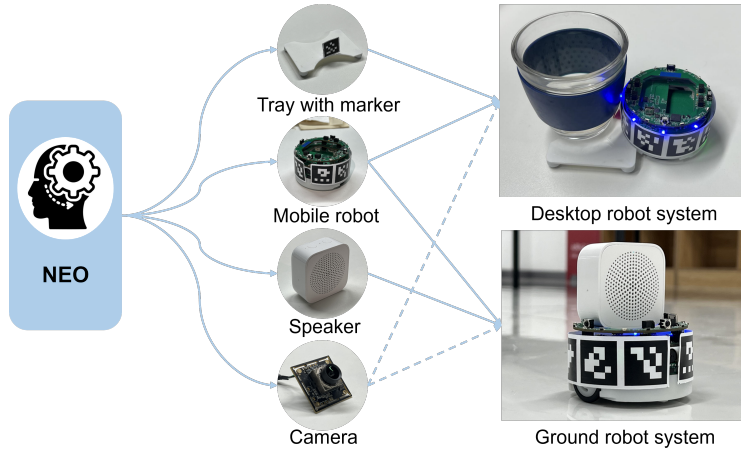 NEO
Tray with marker
Mobile robot
Speaker
Camera
Desktop robot system
Ground robot system